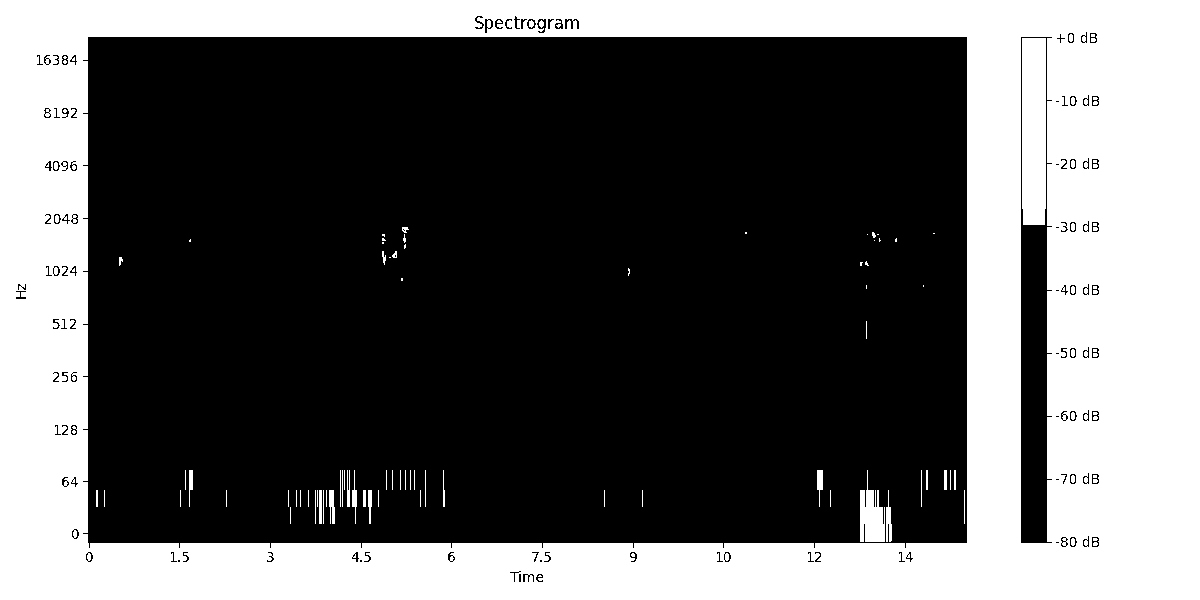 Spectrogram
16384
8192
4096
2048
1024
512
256
128
64
0
Hz
0 1.5 3 4.5 6 7.5 9 10 12 14
Time
+0 dB
-10 dB
-20 dB
-30 dB
-40 dB
-50 dB
-60 dB
-70 dB
-80 dB